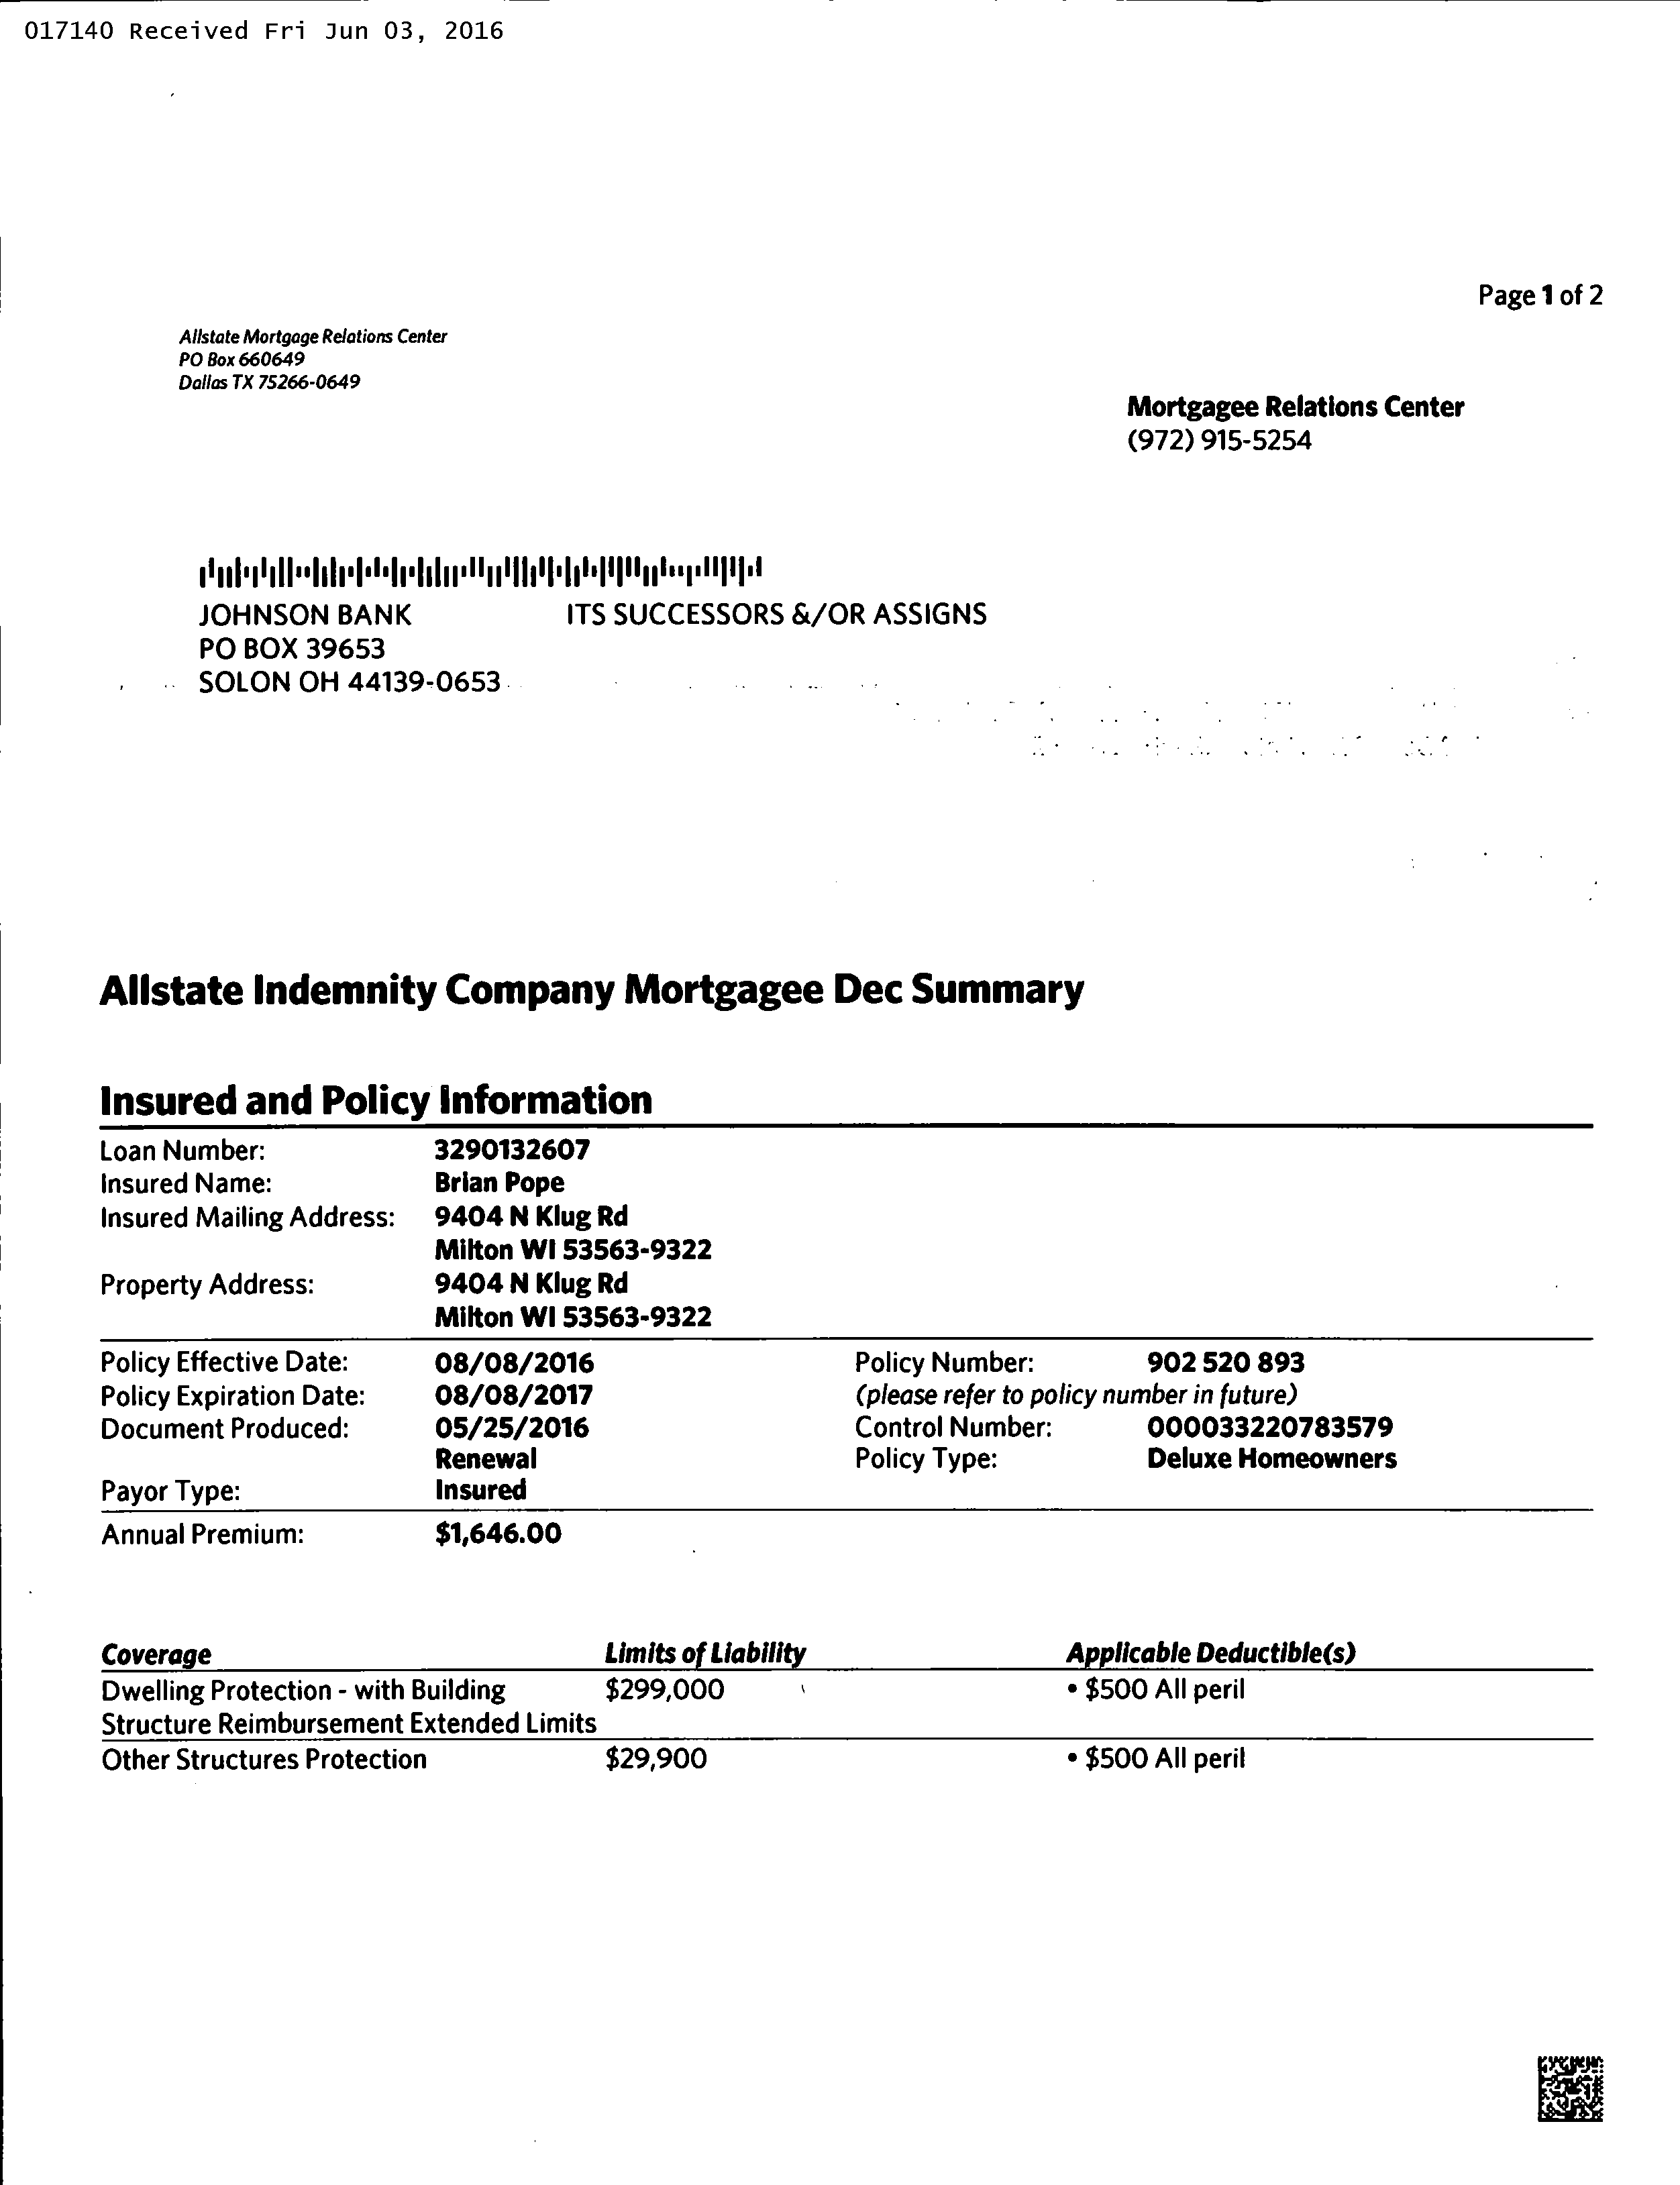 017140 Received Fri Jun 03, 2016
Page 1 of 2
Allstate Mortgage Relations Center
PO Box 660649
Dallas TX 75266-0649
Mortgagee Relations Center
(972) 915-5254
JOHNSON BANK ITS SUCCESSORS &/OR ASSIGNS
PO BOX 39653
SOLON OH 44139-0653
Allstate Indemnity Company Mortgagee Dec Summary
Insured and Policy Information
Loan Number: 3290132607
Insured Name: Brian Pope
Insured Mailing Address: 9404 N Klug Rd
Milton WI 53563-9322
Property Address: 9404 N Klug Rd
Milton WI 53563-9322
Policy Effective Date: 08/08/2016 Policy Number: 902 520 893
Policy Expiration Date: 08/08/2017 (please refer to policy number in future)
Document Produced: 05/25/2016 Control Number: 000033220783579
Renewal Policy Type: Deluxe Homeowners
Payor Type: Insured
Annual Premium: $1,646.00
Coverage Limits of Liability Applicable Deductible(s)
Dwelling Protection - with Building $299,000 • $500 All peril
Structure Reimbursement Extended Limits
Other Structures Protection $29,900 • $500 All peril